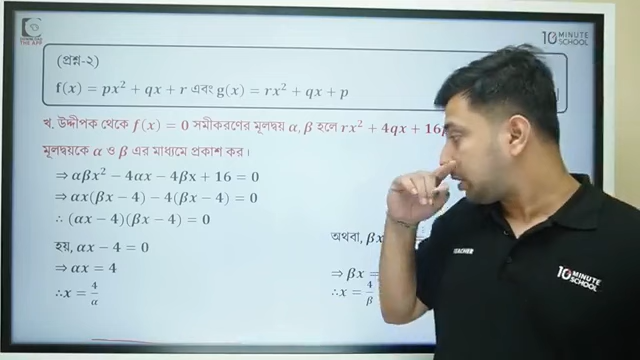 DOWNLOAD
THE APP
10 MINUTE
SCHOOL
(প্রশ্ন-২)
f(x) = px² + qx + r এবং g(x) = rx² + qx + p
খ. উদ্দীপক থেকে f(x) = 0 সমীকরণের মূলদ্বয় α, β হলে rx² + 4qx + 16
মূলদ্বয়কে α ও β এর মাধ্যমে প্রকাশ কর।
⇒ αβx² − 4αx − 4βx + 16 = 0
⇒ αx(βx − 4) − 4(βx − 4) = 0
∴ (αx − 4)(βx − 4) = 0
হয়, αx − 4 = 0
অথবা, βx
⇒ αx = 4
⇒ βx =
∴x = 4/α
∴x = 4/β
TEACHER
10 MINUTE
SCHOOL